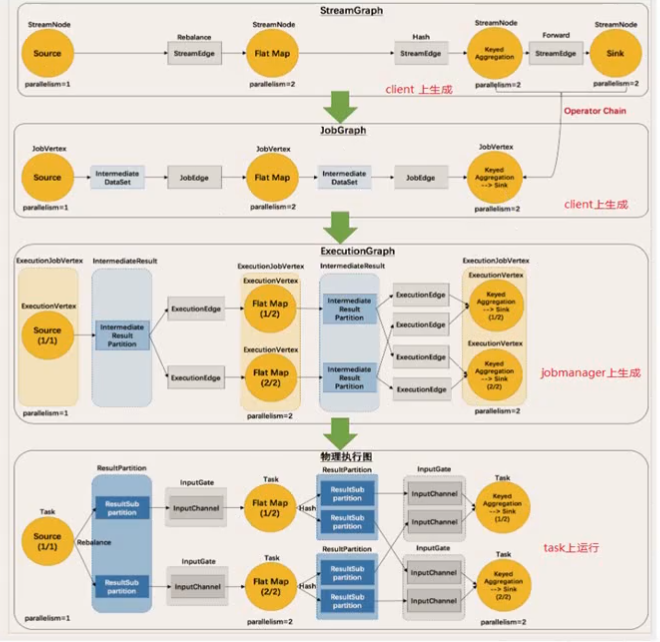 StreamGraph
StreamNode
Source
parallelism=1
Rebalance
StreamEdge
StreamNode
Flat Map
parallelism=2
Hash
StreamEdge
StreamNode
Keyed
Aggregation
parallelism=2
Forward
StreamEdge
StreamNode
Sink
parallelism=2
client 上生成
Operator Chain
JobGraph
JobVertex
Source
parallelism=1
Intermediate
DataSet
JobEdge
JobVertex
Flat Map
parallelism=2
Intermediate
DataSet
JobEdge
JobVertex
Keyed
Aggregation
--> Sink
parallelism=2
client上生成
ExecutionGraph
ExecutionJobVertex
ExecutionVertex
Source
(1/1)
parallelism=1
IntermediateResult
Intermediate
Result
Partition
ExecutionEdge
ExecutionEdge
ExecutionJobVertex
ExecutionVertex
Flat Map
(1/2)
ExecutionVertex
Flat Map
(2/2)
parallelism=2
IntermediateResult
Intermediate
Result
Partition
Intermediate
Result
Partition
ExecutionEdge
ExecutionEdge
ExecutionEdge
ExecutionEdge
ExecutionJobVertex
ExecutionVertex
Keyed
Aggregation
--> Sink
(1/2)
ExecutionVertex
Keyed
Aggregation
--> Sink
(2/2)
parallelism=2
jobmanager上生成
物理执行图
Task
Source
(1/1)
parallelism=1
Rebalance
ResultPartition
ResultSub
partition
ResultSub
partition
InputGate
InputChannel
InputGate
InputChannel
Task
Flat Map
(1/2)
Hash
Task
Flat Map
(2/2)
Hash
parallelism=2
ResultPartition
ResultSub
partition
ResultSub
partition
ResultPartition
ResultSub
partition
ResultSub
partition
InputGate
InputChannel
InputChannel
InputGate
InputChannel
InputChannel
Task
Keyed
Aggregation
--> Sink
(1/2)
Task
Keyed
Aggregation
--> Sink
(2/2)
parallelism=2
task上运行